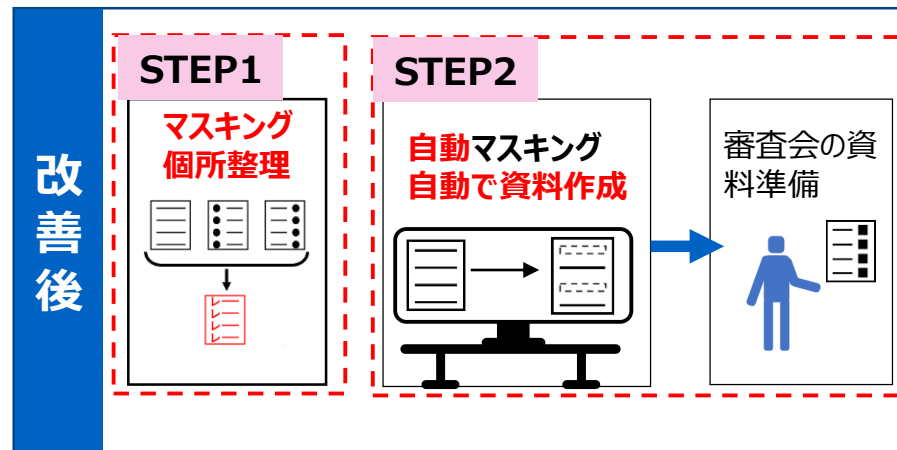 改善後
STEP1
マスキング
個所整理
STEP2
自動マスキング
自動で資料作成
審査会の資
料準備